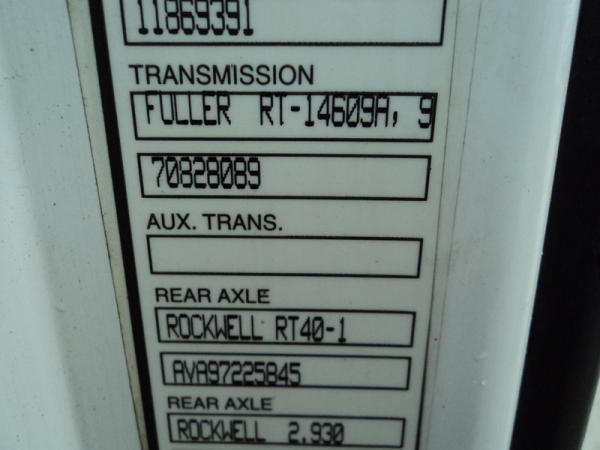 11869391
TRANSMISSION
FULLER RT-14609A, 9
70828089
AUX. TRANS.
REAR AXLE
ROCKWELL RT40-1
AVA97225845
REAR AXLE
ROCKWELL 2.930